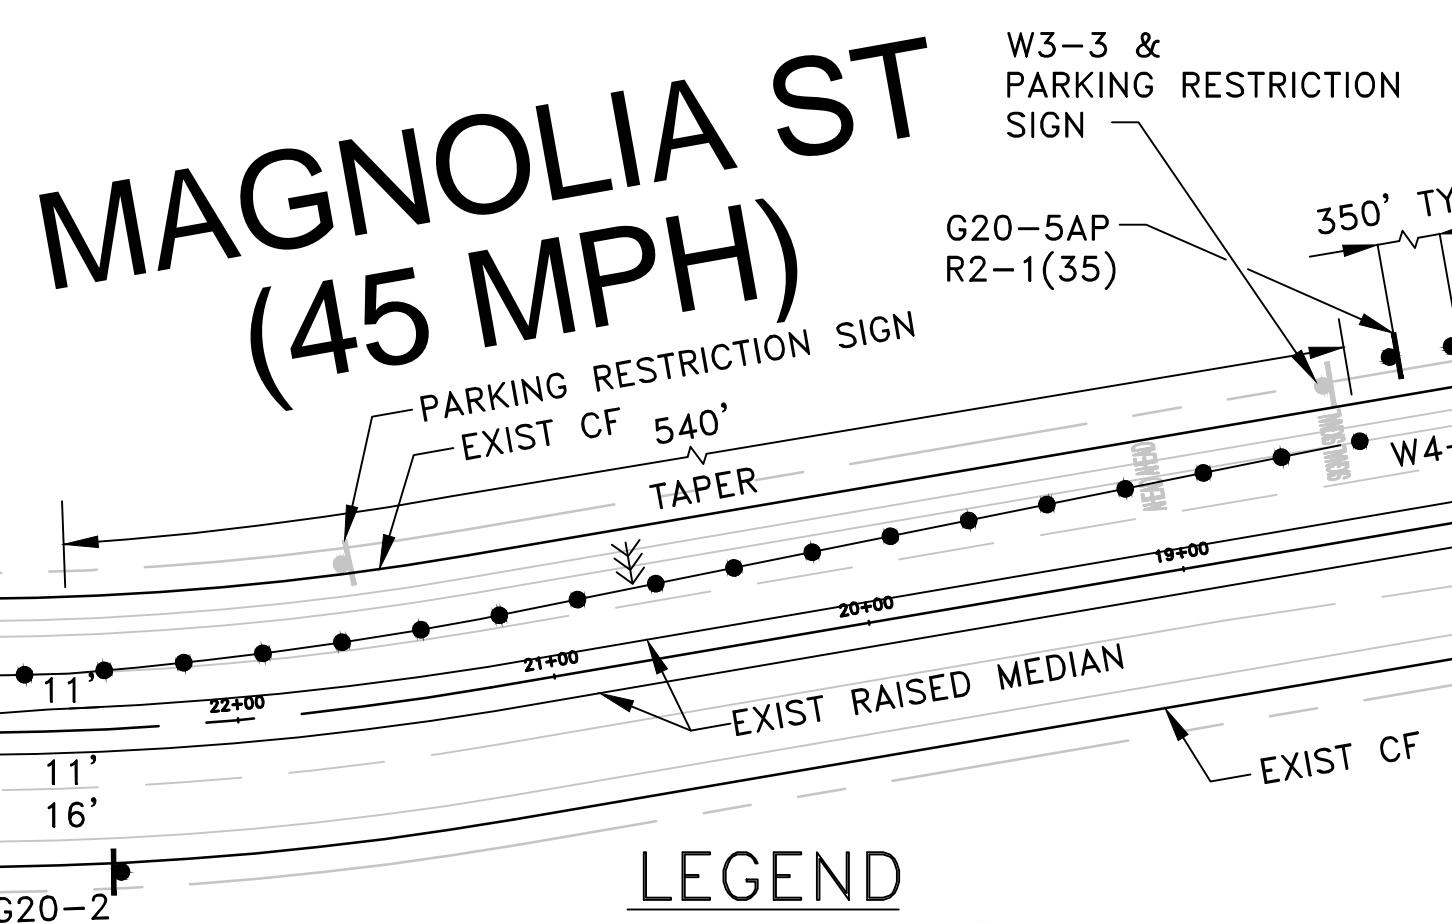 MAGNOLIA ST
(45 MPH)
W3-3 &
PARKING RESTRICTION
SIGN
G20-5AP
R2-1(35)
350' TY
PARKING RESTRICTION SIGN
EXIST CF
540'
TAPER
W4-
19+00
20+00
21+00
22+00
11'
EXIST RAISED MEDIAN
11'
16'
EXIST CF
G20-2
LEGEND